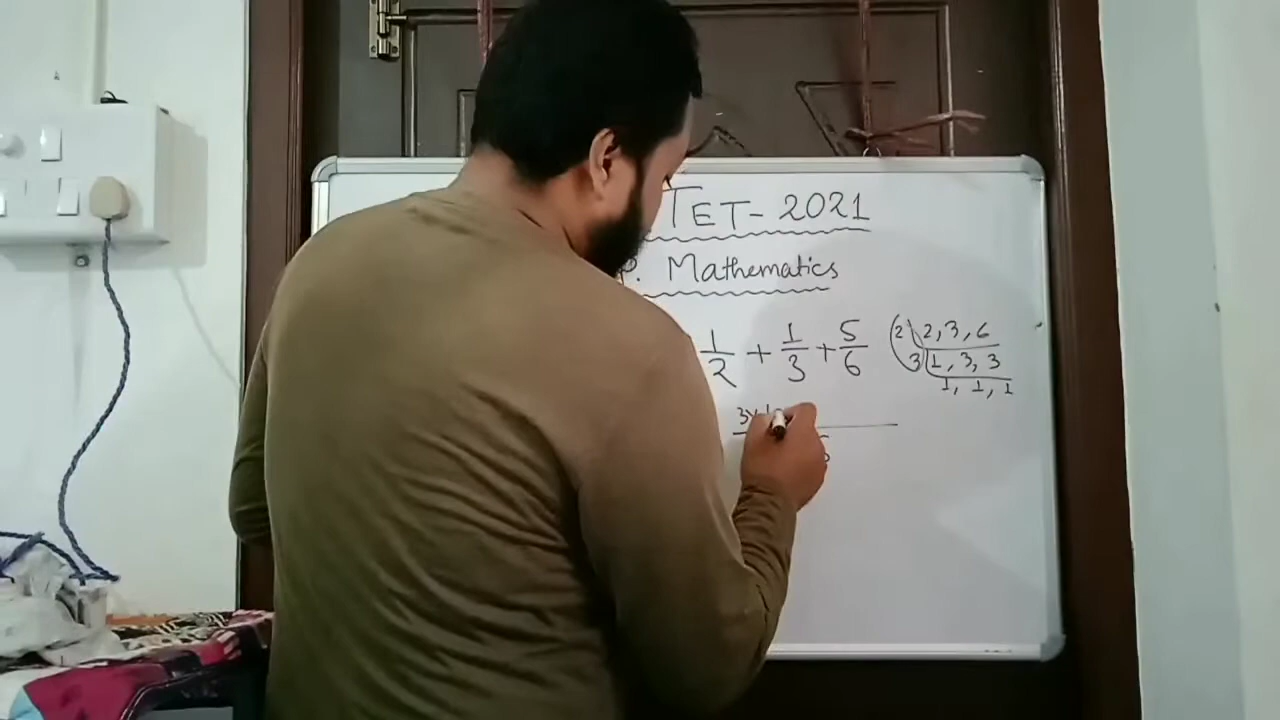 TET- 2021
P. Mathematics
1/2 + 1/3 + 5/6
2 2, 3, 6
3 1, 3, 3
1, 1, 1
3×1